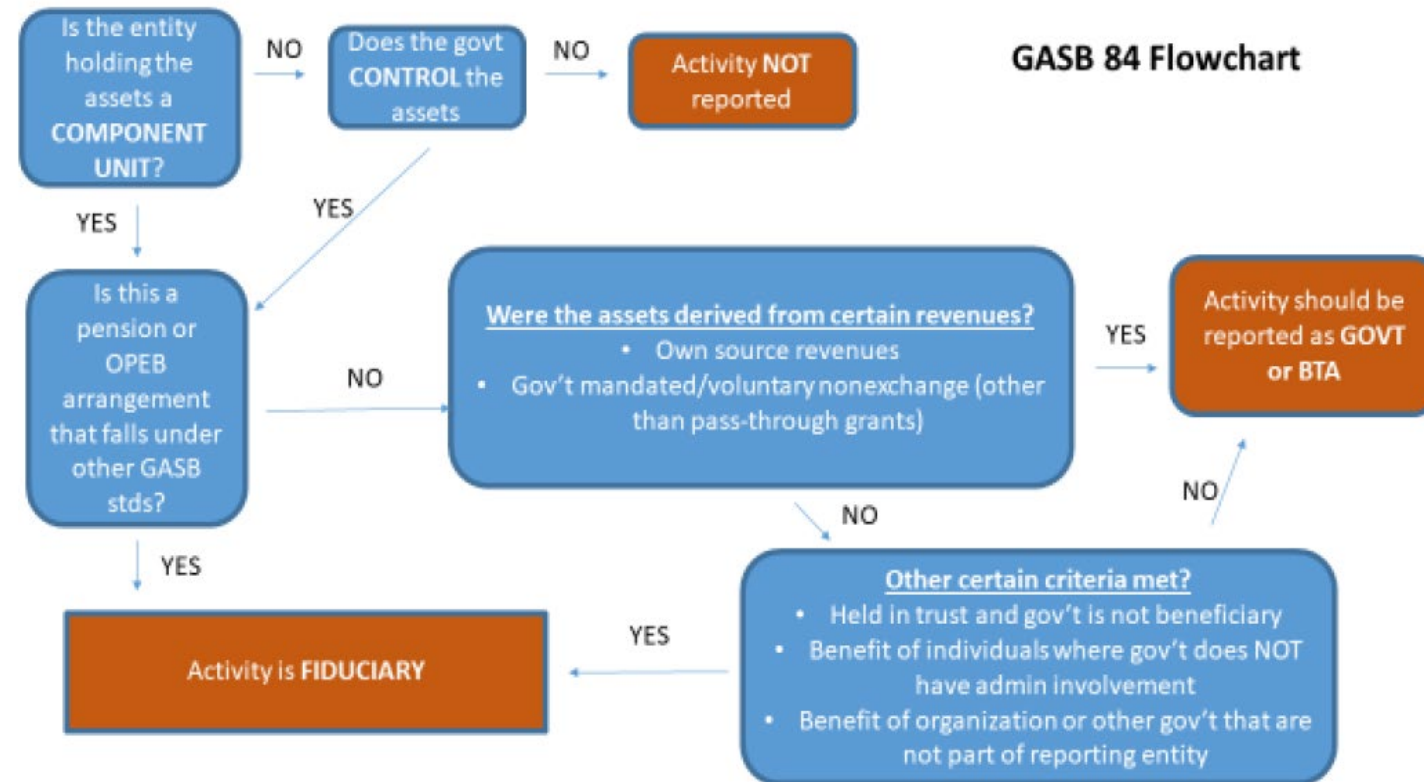 Is the entity
holding the
assets a
COMPONENT
UNIT?
NO
Does the govt
CONTROL the
assets
NO
Activity NOT
reported
GASB 84 Flowchart
YES
YES
Is this a
pension or
OPEB
arrangement
that falls under
other GASB
stds?
NO
Were the assets derived from certain revenues?
• Own source revenues
• Gov't mandated/voluntary nonexchange (other
than pass-through grants)
YES
Activity should be
reported as GOVT
or BTA
NO
NO
YES
Other certain criteria met?
• Held in trust and gov't is not beneficiary
• Benefit of individuals where gov't does NOT
have admin involvement
• Benefit of organization or other gov't that are
not part of reporting entity
YES
Activity is FIDUCIARY